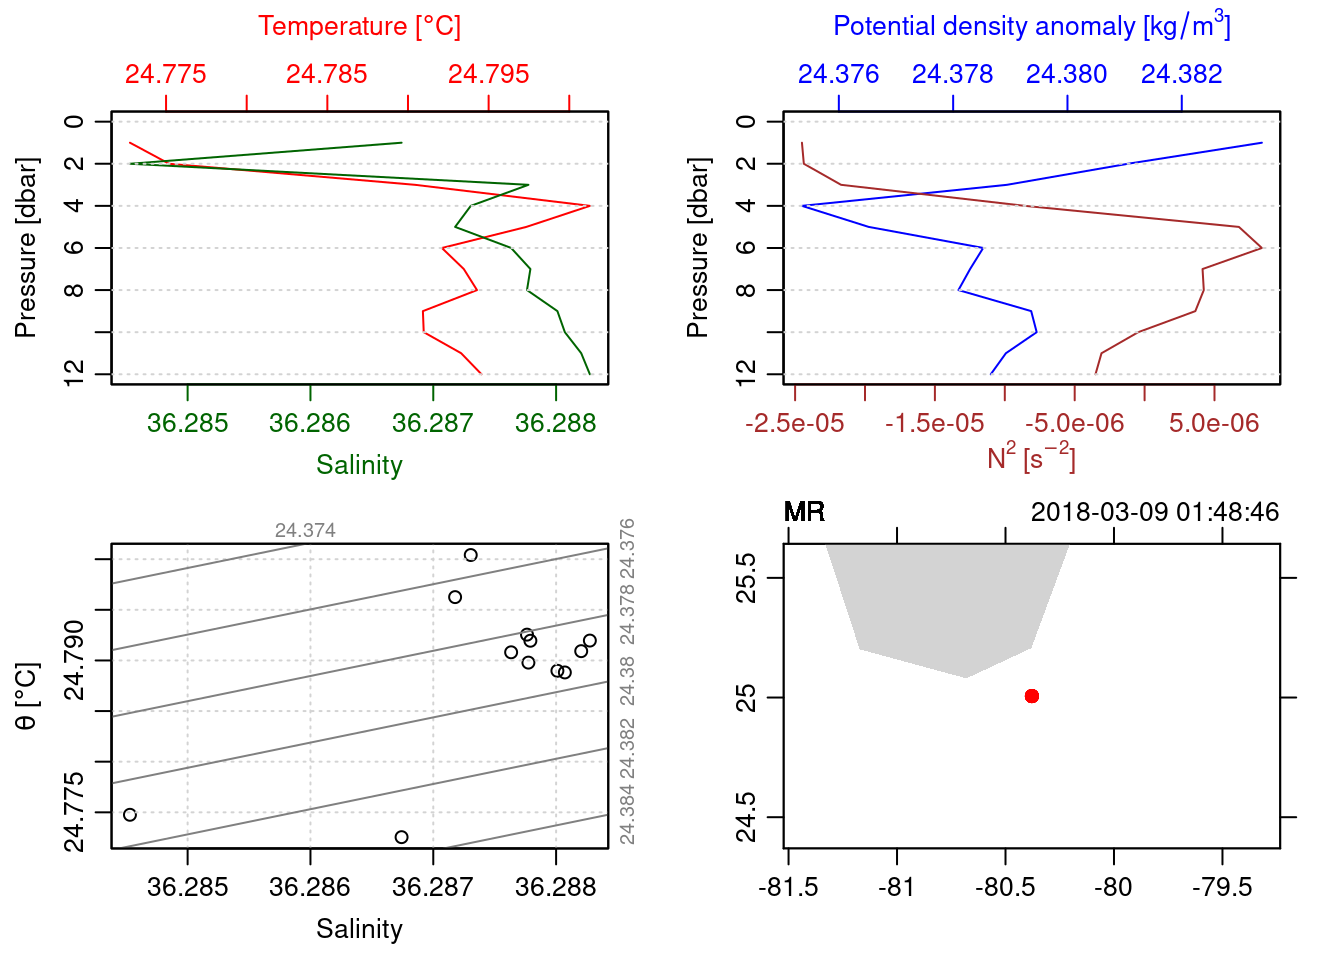 Temperature [°C]
24.775 24.785 24.795
Pressure [dbar]
0
2
4
6
8
12
36.285 36.286 36.287 36.288
Salinity
Potential density anomaly [kg/m³]
24.376 24.378 24.380 24.382
Pressure [dbar]
0
2
4
6
8
12
-2.5e-05 -1.5e-05 -5.0e-06 5.0e-06
N² [s⁻²]
24.374
24.376
24.378
24.38
24.382
24.384
θ [°C]
24.790
24.775
36.285 36.286 36.287 36.288
Salinity
MR 2018-03-09 01:48:46
25.5
25
24.5
-81.5 -81 -80.5 -80 -79.5